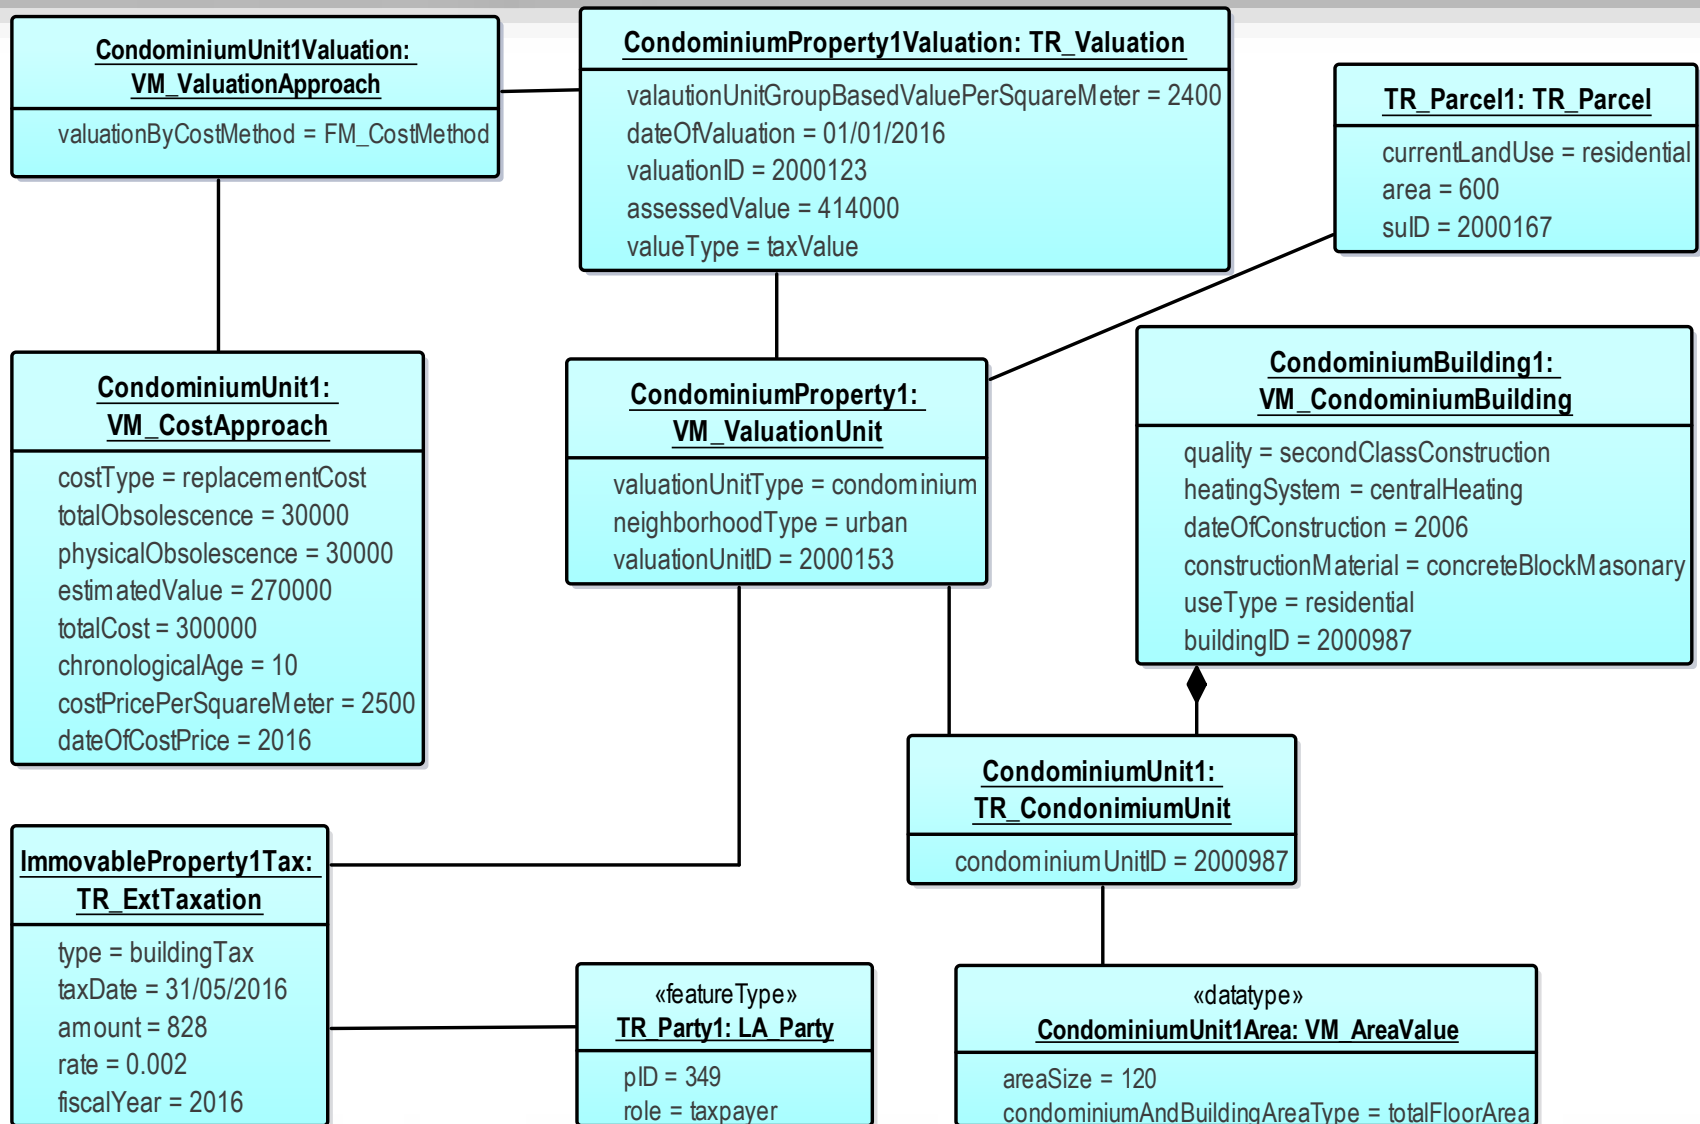 CondominiumUnit1Valuation:
VM_ValuationApproach
valuationByCostMethod = FM_CostMethod
CondominiumProperty1Valuation: TR_Valuation
valautionUnitGroupBasedValuePerSquareMeter = 2400
dateOfValuation = 01/01/2016
valuationID = 2000123
assessedValue = 414000
valueType = taxValue
TR_Parcel1: TR_Parcel
currentLandUse = residential
area = 600
suID = 2000167
CondominiumUnit1:
VM_CostApproach
costType = replacementCost
totalObsolescence = 30000
physicalObsolescence = 30000
estimatedValue = 270000
totalCost = 300000
chronologicalAge = 10
costPricePerSquareMeter = 2500
dateOfCostPrice = 2016
CondominiumProperty1:
VM_ValuationUnit
valuationUnitType = condominium
neighborhoodType = urban
valuationUnitID = 2000153
CondominiumBuilding1:
VM_CondominiumBuilding
quality = secondClassConstruction
heatingSystem = centralHeating
dateOfConstruction = 2006
constructionMaterial = concreteBlockMasonary
useType = residential
buildingID = 2000987
CondominiumUnit1:
TR_CondonimiumUnit
condominiumUnitID = 2000987
ImmovableProperty1Tax:
TR_ExtTaxation
type = buildingTax
taxDate = 31/05/2016
amount = 828
rate = 0.002
fiscalYear = 2016
«featureType»
TR_Party1: LA_Party
pID = 349
role = taxpayer
«datatype»
CondominiumUnit1Area: VM_AreaValue
areaSize = 120
condominiumAndBuildingAreaType = totalFloorArea